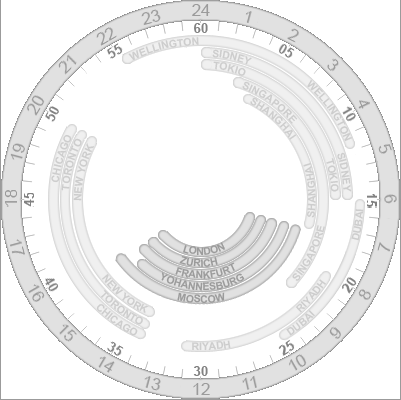 24
1
2
3
4
5
6
7
8
9
10
11
12
13
14
15
16
17
18
19
20
21
22
23
60
05
10
15
20
25
30
35
40
45
50
55
WELLINGTON
WELLINGTON
SIDNEY
SIDNEY
TOKIO
TOKIO
SINGAPORE
SINGAPORE
SHANGHAI
SHANGHAI
DUBAI
DUBAI
RIYADH
RIYADH
CHICAGO
CHICAGO
TORONTO
TORONTO
NEW YORK
NEW YORK
LONDON
ZURICH
FRANKFURT
YOHANNESBURG
MOSCOW